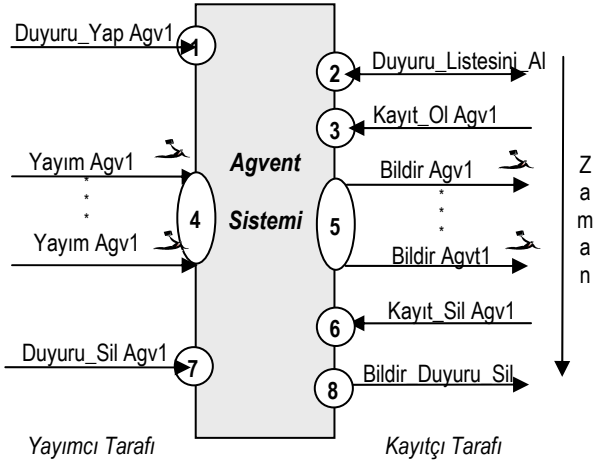 Duyuru_Yap Agv1
1
2
Duyuru_Listesini_Al
3
Kayıt_Ol Agv1
Yayım Agv1
*
*
*
Yayım Agv1
4
Agvent
Sistemi
5
Bildir Agv1
*
*
*
Bildir Agvt1
6
Kayıt_Sil Agv1
Duyuru_Sil Agv1
7
8
Bildir_Duyuru_Sil
Z
a
m
a
n
Yayımcı Tarafı
Kayıtçı Tarafı